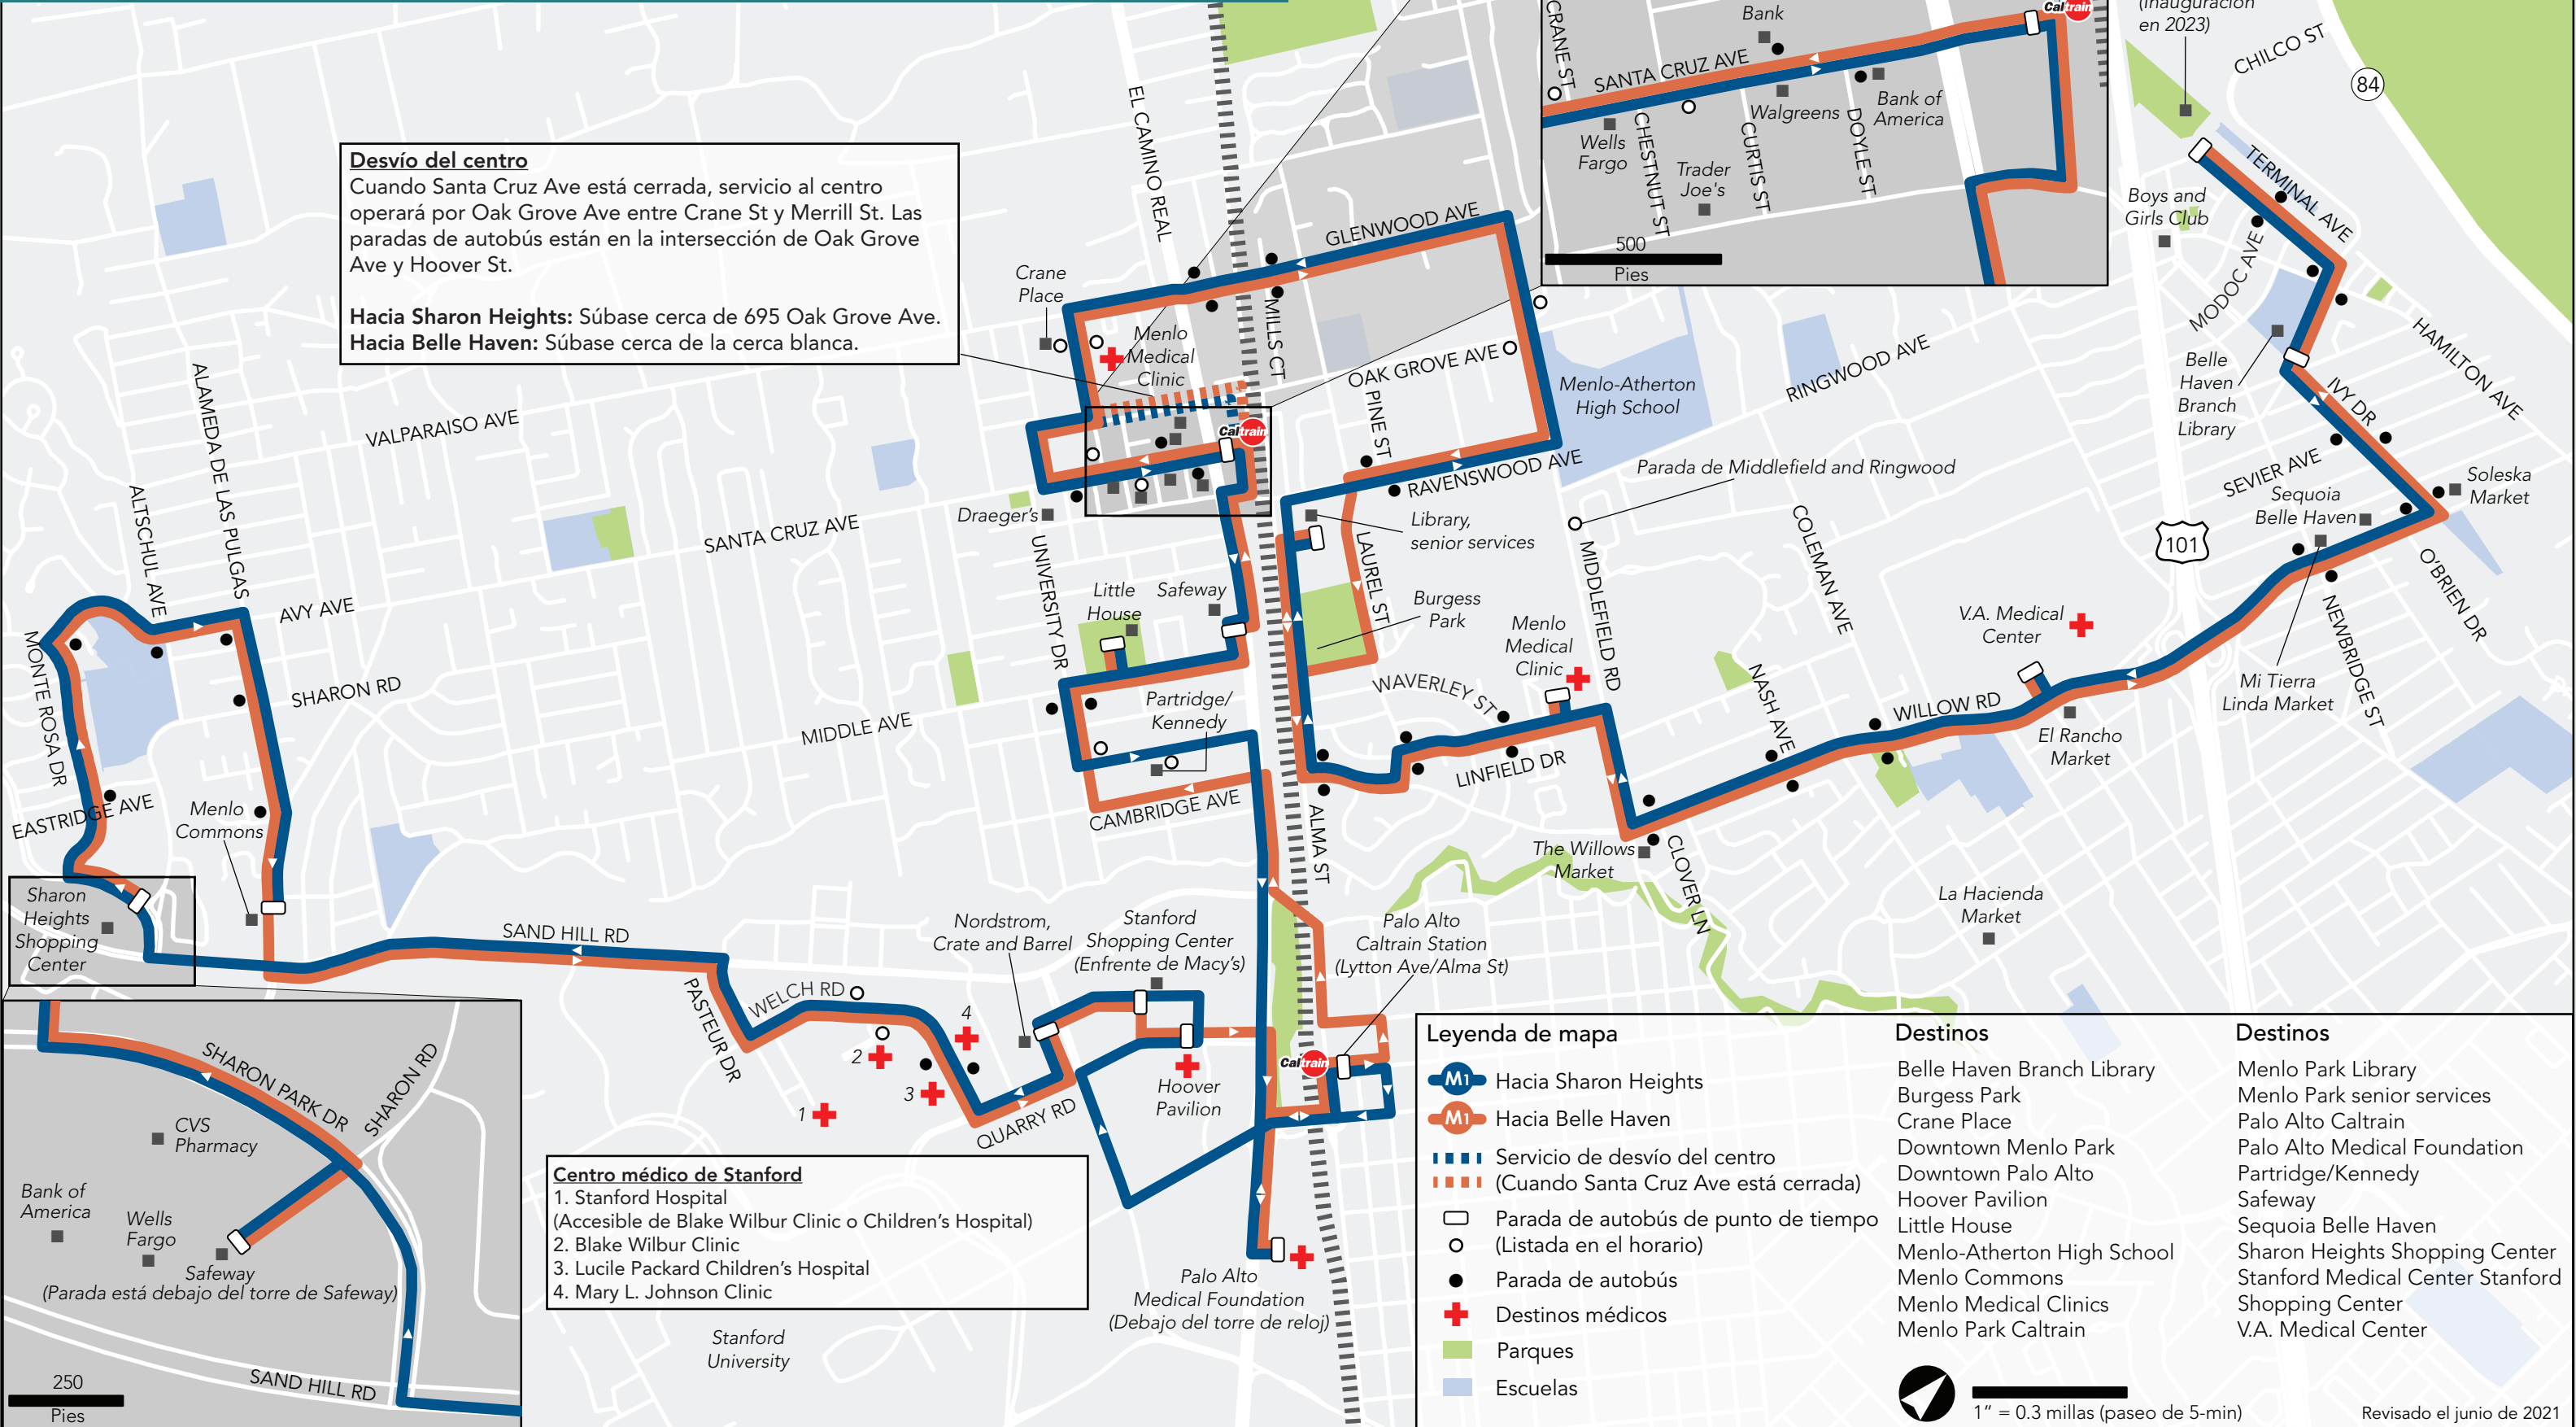 Desvío del centro
Cuando Santa Cruz Ave está cerrada, servicio al centro
operará por Oak Grove Ave entre Crane St y Merrill St. Las
paradas de autobús están en la intersección de Oak Grove
Ave y Hoover St.
Hacia Sharon Heights: Súbase cerca de 695 Oak Grove Ave.
Hacia Belle Haven: Súbase cerca de la cerca blanca.
EL CAMINO REAL
CRANE ST
Bank
SANTA CRUZ AVE
Caltrain
Wells
Fargo
CHESTNUT ST
Trader
Joe's
Walgreens
CURTIS ST
DOYLE ST
Bank of
America
500
Pies
(Inauguración
en 2023)
CHILCO ST
84
TERMINAL AVE
Boys and
Girls Club
MODOC AVE
HAMILTON AVE
Belle
Haven
Branch
Library
IVY DR
SEVIER AVE
Sequoia
Belle Haven
Soleska
Market
O'BRIEN DR
101
NEWBRIDGE ST
Mi Tierra
Linda Market
GLENWOOD AVE
Crane
Place
Menlo
Medical
Clinic
MILLS CT
OAK GROVE AVE
PINE ST
Menlo-Atherton
High School
RINGWOOD AVE
RAVENSWOOD AVE
Parada de Middlefield and Ringwood
Caltrain
Draeger's
Library,
senior services
LAUREL ST
Burgess
Park
MIDDLEFIELD RD
COLEMAN AVE
Menlo
Medical
Clinic
WAVERLEY ST
LINFIELD DR
NASH AVE
WILLOW RD
V.A. Medical
Center
El Rancho
Market
The Willows
Market
CLOVER LN
La Hacienda
Market
ALAMEDA DE LAS PULGAS
VALPARAISO AVE
ALTSCHUL AVE
SANTA CRUZ AVE
UNIVERSITY DR
Little
House
Safeway
AVY AVE
MONTE ROSA DR
SHARON RD
MIDDLE AVE
Partridge/
Kennedy
CAMBRIDGE AVE
ALMA ST
EASTRIDGE AVE
Menlo
Commons
Sharon
Heights
Shopping
Center
SAND HILL RD
Nordstrom,
Crate and Barrel
Stanford
Shopping Center
(Enfrente de Macy's)
Palo Alto
Caltrain Station
(Lytton Ave/Alma St)
PASTEUR DR
WELCH RD
1
2
3
4
QUARRY RD
Hoover
Pavilion
Caltrain
Palo Alto
Medical Foundation
(Debajo del torre de reloj)
Stanford
University
SHARON PARK DR
SHARON RD
CVS
Pharmacy
Bank of
America
Wells
Fargo
Safeway
(Parada está debajo del torre de Safeway)
SAND HILL RD
250
Pies
Centro médico de Stanford
1. Stanford Hospital
(Accesible de Blake Wilbur Clinic o Children's Hospital)
2. Blake Wilbur Clinic
3. Lucile Packard Children's Hospital
4. Mary L. Johnson Clinic
Leyenda de mapa
M1 Hacia Sharon Heights
M1 Hacia Belle Haven
Servicio de desvío del centro
(Cuando Santa Cruz Ave está cerrada)
Parada de autobús de punto de tiempo
(Listada en el horario)
Parada de autobús
Destinos médicos
Parques
Escuelas
Destinos
Belle Haven Branch Library
Burgess Park
Crane Place
Downtown Menlo Park
Downtown Palo Alto
Hoover Pavilion
Little House
Menlo-Atherton High School
Menlo Commons
Menlo Medical Clinics
Menlo Park Caltrain
Destinos
Menlo Park Library
Menlo Park senior services
Palo Alto Caltrain
Palo Alto Medical Foundation
Partridge/Kennedy
Safeway
Sequoia Belle Haven
Sharon Heights Shopping Center
Stanford Medical Center Stanford
Shopping Center
V.A. Medical Center
1" = 0.3 millas (paseo de 5-min)
Revisado el junio de 2021